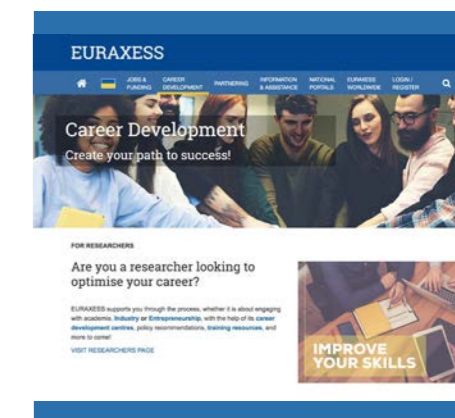 EURAXESS
JOBS & FUNDING
CAREER DEVELOPMENT
PARTNERING
INFORMATION & ASSISTANCE
NATIONAL PORTALS
EURAXESS WORLDWIDE
LOGIN / REGISTER
Career Development
Create your path to success!
FOR RESEARCHERS
Are you a researcher looking to
optimise your career?
EURAXESS supports you through the process, whether it is about engaging
with academia, Industry or Entrepreneurship, with the help of its career
development centres, policy recommendations, training resources, and
more to come!
VISIT RESEARCHERS PAGE
IMPROVE
YOUR SKILLS